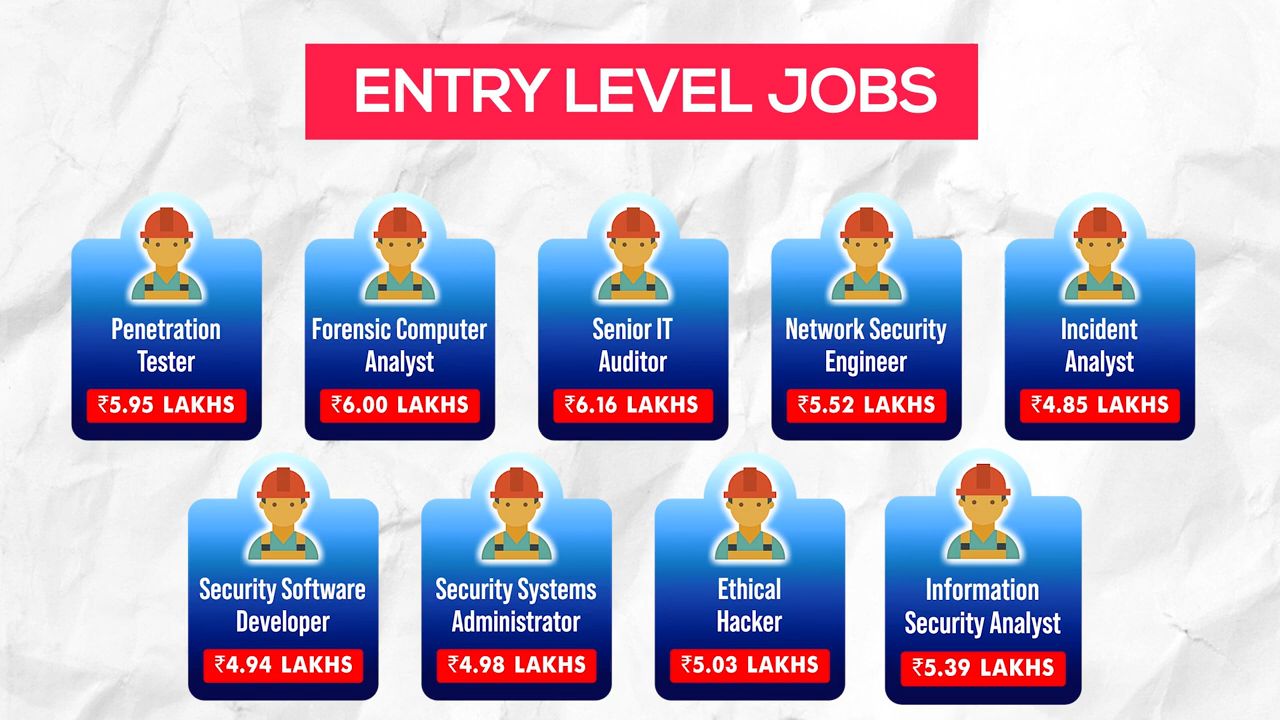 ENTRY LEVEL JOBS
Penetration
Tester
₹5.95 LAKHS
Forensic Computer
Analyst
₹6.00 LAKHS
Senior IT
Auditor
₹6.16 LAKHS
Network Security
Engineer
₹5.52 LAKHS
Incident
Analyst
₹4.85 LAKHS
Security Software
Developer
₹4.94 LAKHS
Security Systems
Administrator
₹4.98 LAKHS
Ethical
Hacker
₹5.03 LAKHS
Information
Security Analyst
₹5.39 LAKHS